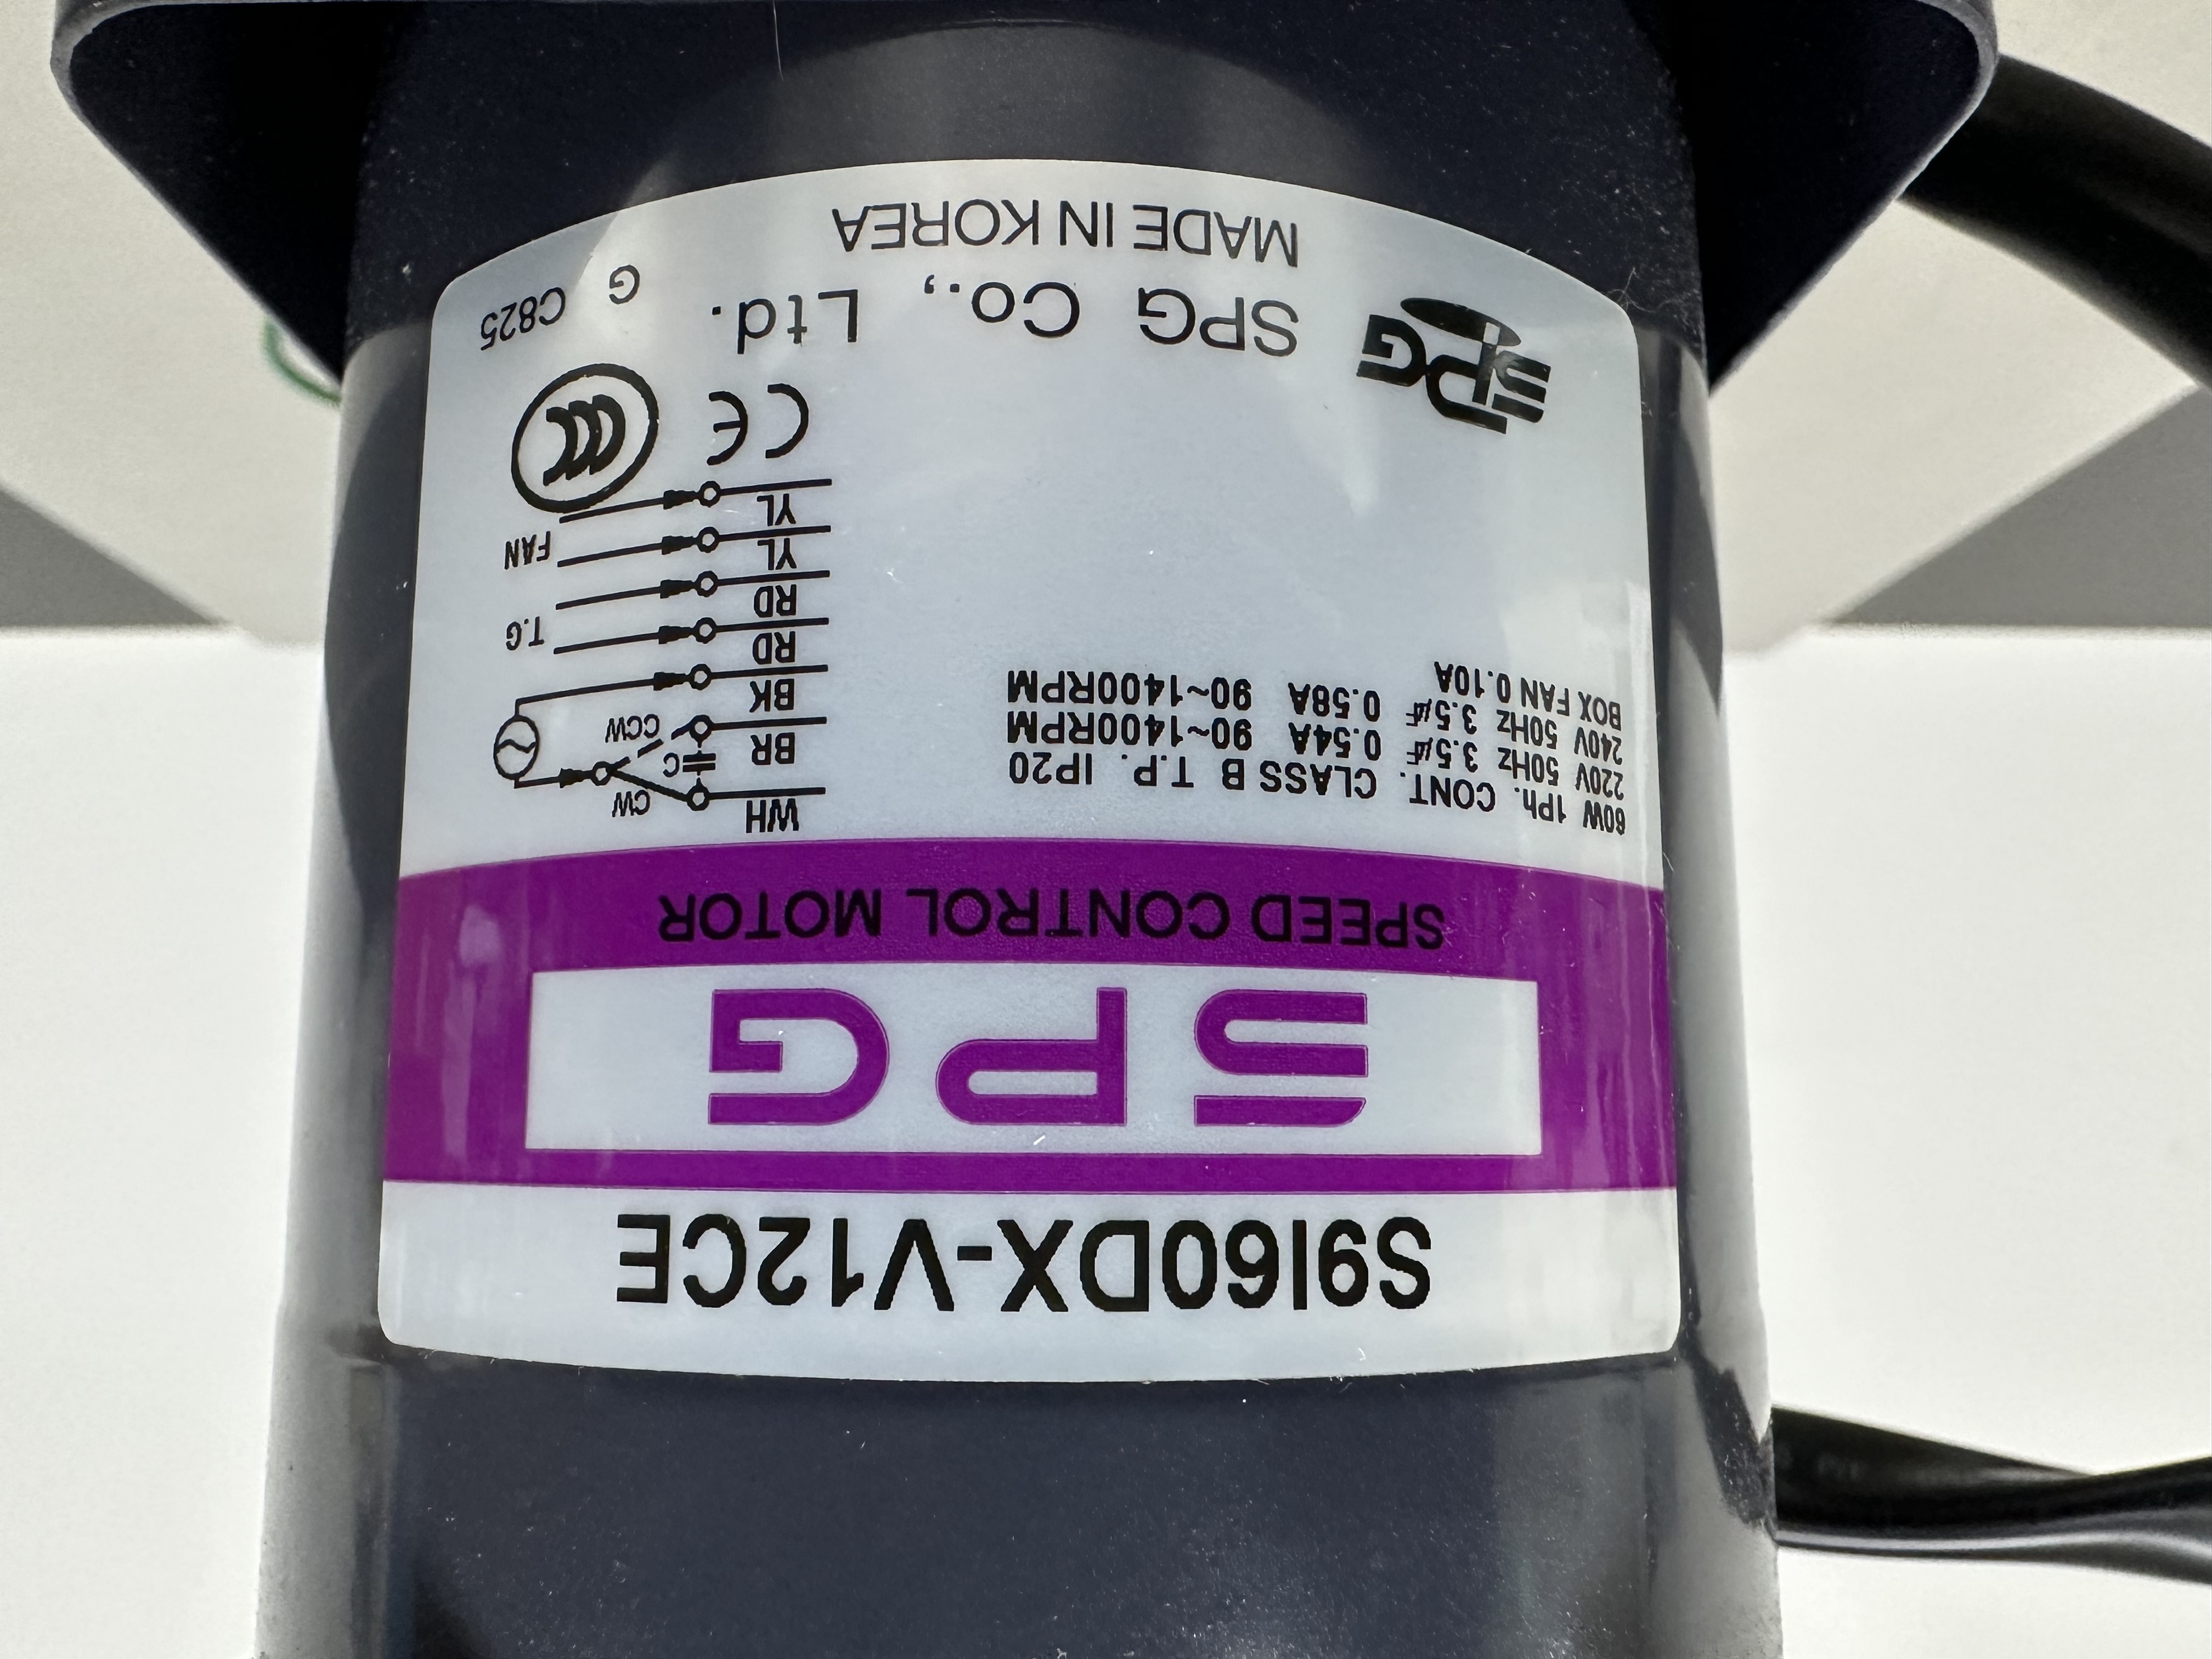 S9I60DX-V12CE
SPG
SPEED CONTROL MOTOR
60W 1Ph. CONT. CLASS B T.P. IP20
220V 50Hz 3.5㎌ 0.54A 90~1400RPM
240V 50Hz 3.5㎌ 0.58A 90~1400RPM
BOX FAN 0.10A
WH
CW
C
BR
CCW
BK
RD
T.G
RD
YL
FAN
YL
CE
CCC
SPG
SPG Co., Ltd.
G C825
MADE IN KOREA